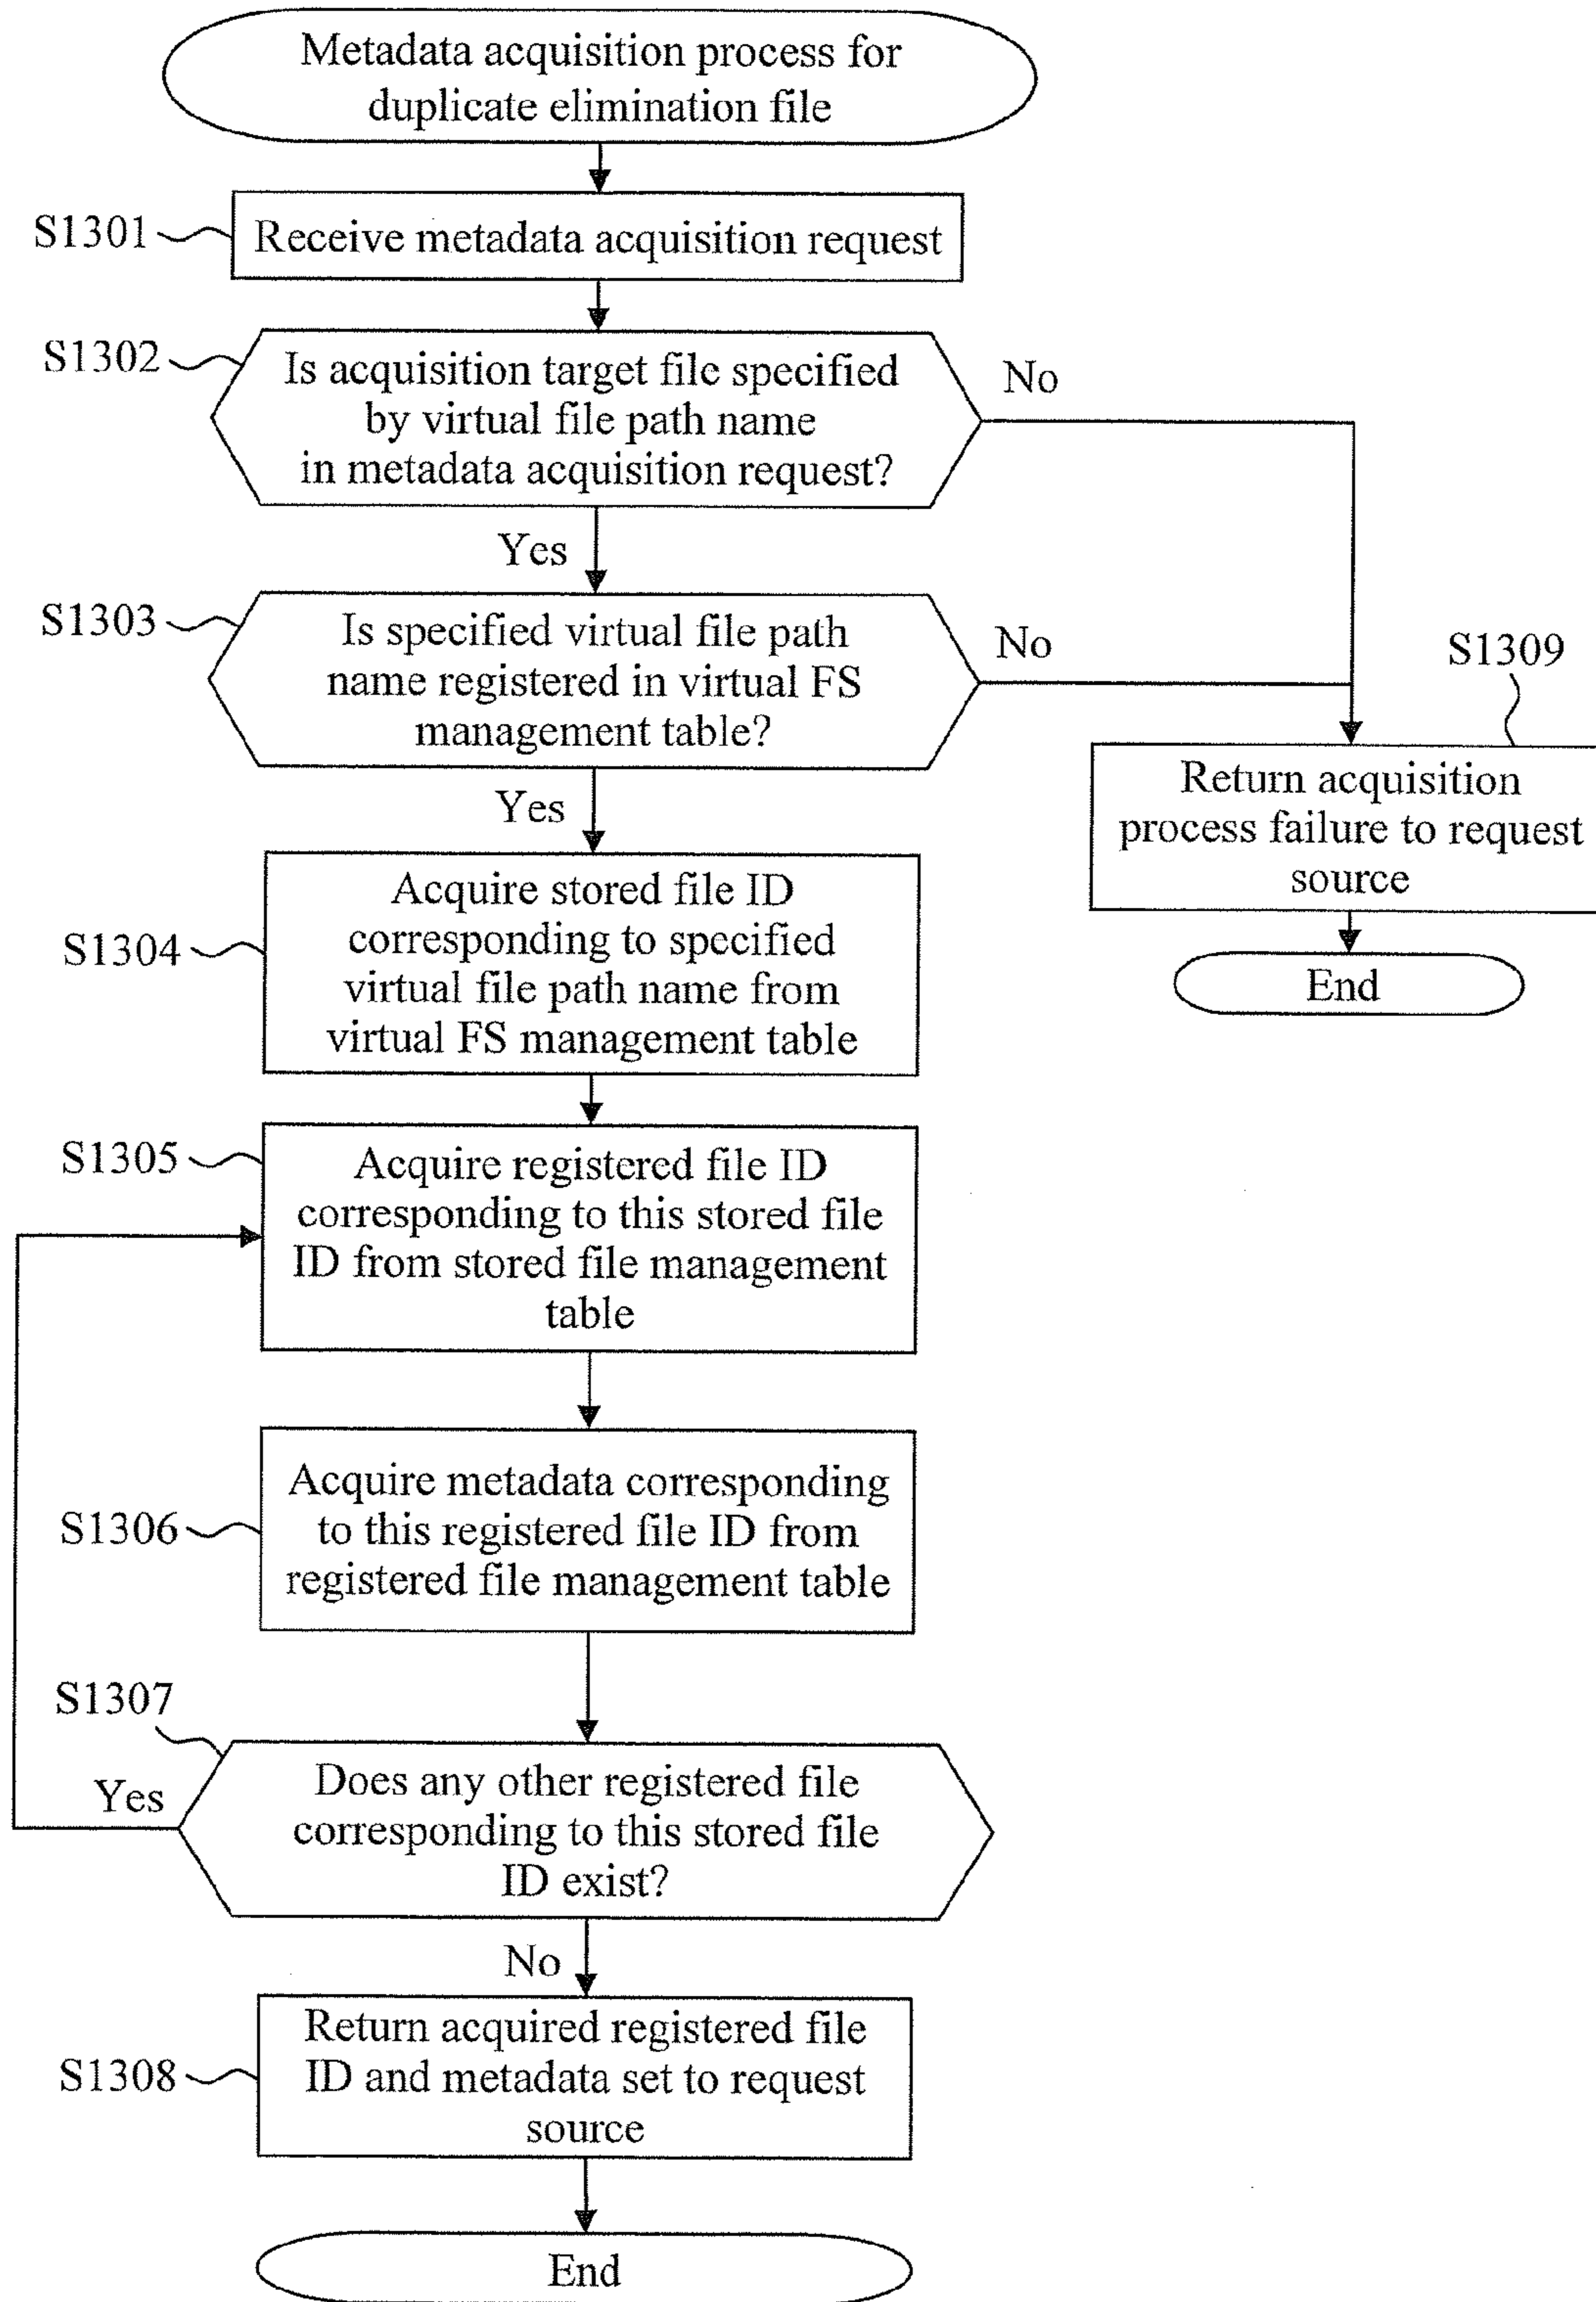 Metadata acquisition process for
duplicate elimination file
S1301
Receive metadata acquisition request
S1302
Is acquisition target file specified
by virtual file path name
in metadata acquisition request?
No
Yes
S1303
Is specified virtual file path
name registered in virtual FS
management table?
No
S1309
Return acquisition
process failure to request
source
End
Yes
S1304
Acquire stored file ID
corresponding to specified
virtual file path name from
virtual FS management table
S1305
Acquire registered file ID
corresponding to this stored file
ID from stored file management
table
S1306
Acquire metadata corresponding
to this registered file ID from
registered file management table
S1307
Does any other registered file
corresponding to this stored file
ID exist?
Yes
No
S1308
Return acquired registered file
ID and metadata set to request
source
End